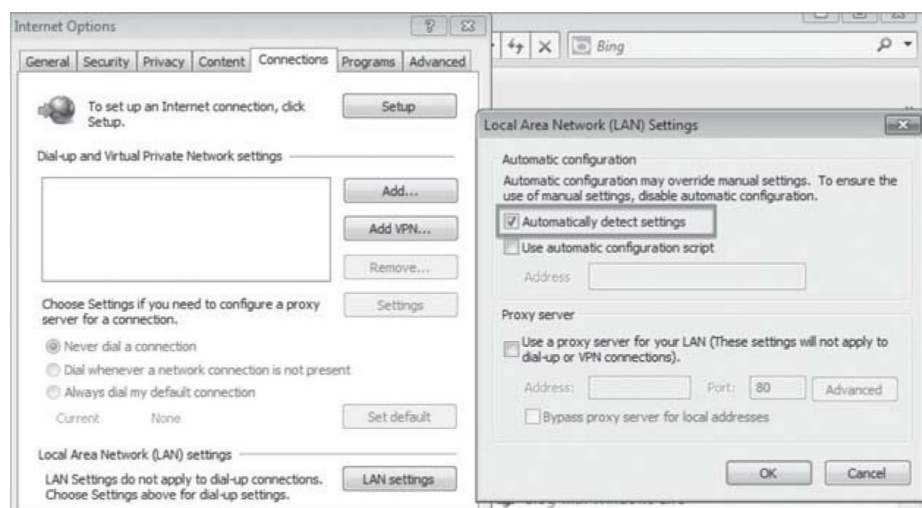 Internet Options
General Security Privacy Content Connections Programs Advanced
To set up an Internet connection, click
Setup.
Setup
Dial-up and Virtual Private Network settings
Add...
Add VPN...
Remove...
Choose Settings if you need to configure a proxy
server for a connection.
Settings
Never dial a connection
Dial whenever a network connection is not present
Always dial my default connection
Current None
Set default
Local Area Network (LAN) settings
LAN Settings do not apply to dial-up connections.
Choose Settings above for dial-up settings.
LAN settings
Bing
Local Area Network (LAN) Settings
Automatic configuration
Automatic configuration may override manual settings. To ensure the
use of manual settings, disable automatic configuration.
Automatically detect settings
Use automatic configuration script
Address
Proxy server
Use a proxy server for your LAN (These settings will not apply to
dial-up or VPN connections).
Address: Port: 80 Advanced
Bypass proxy server for local addresses
OK Cancel